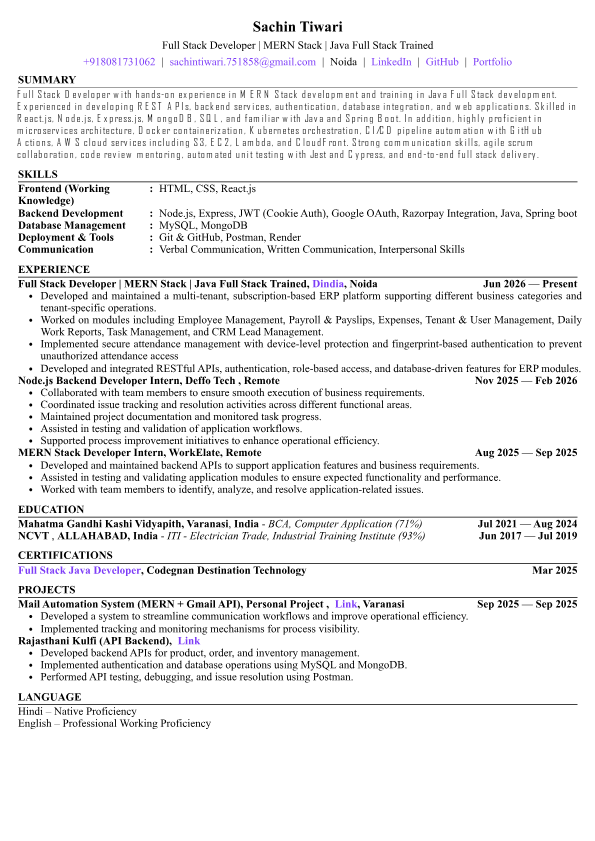 Sachin Tiwari
Full Stack Developer | MERN Stack | Java Full Stack Trained
+918081731062 | sachintiwari.751858@gmail.com | Noida | LinkedIn | GitHub | Portfolio
SUMMARY
Full Stack Developer with hands-on experience in MERN Stack development and training in Java Full Stack development.
Experienced in developing REST APIs, backend services, authentication, database integration, and web applications. Skilled in
React.js, Node.js, Express.js, MongoDB, SQL, and familiar with Java and Spring Boot. In addition, highly proficient in
microservices architecture, Docker containerization, Kubernetes orchestration, CI/CD pipeline automation with GitHub
Actions, AWS cloud services including S3, EC2, Lambda, and CloudFront. Strong communication skills, agile scrum
collaboration, code review mentoring, automated unit testing with Jest and Cypress, and end-to-end full stack delivery.
SKILLS
Frontend (Working Knowledge) : HTML, CSS, React.js
Backend Development : Node.js, Express, JWT (Cookie Auth), Google OAuth, Razorpay Integration, Java, Spring boot
Database Management : MySQL, MongoDB
Deployment & Tools : Git & GitHub, Postman, Render
Communication : Verbal Communication, Written Communication, Interpersonal Skills
EXPERIENCE
Full Stack Developer | MERN Stack | Java Full Stack Trained, Dindia, Noida Jun 2026 — Present
• Developed and maintained a multi-tenant, subscription-based ERP platform supporting different business categories and
tenant-specific operations.
• Worked on modules including Employee Management, Payroll & Payslips, Expenses, Tenant & User Management, Daily
Work Reports, Task Management, and CRM Lead Management.
• Implemented secure attendance management with device-level protection and fingerprint-based authentication to prevent
unauthorized attendance access
• Developed and integrated RESTful APIs, authentication, role-based access, and database-driven features for ERP modules.
Node.js Backend Developer Intern, Deffo Tech , Remote Nov 2025 — Feb 2026
• Collaborated with team members to ensure smooth execution of business requirements.
• Coordinated issue tracking and resolution activities across different functional areas.
• Maintained project documentation and monitored task progress.
• Assisted in testing and validation of application workflows.
• Supported process improvement initiatives to enhance operational efficiency.
MERN Stack Developer Intern, WorkElate, Remote Aug 2025 — Sep 2025
• Developed and maintained backend APIs to support application features and business requirements.
• Assisted in testing and validating application modules to ensure expected functionality and performance.
• Worked with team members to identify, analyze, and resolve application-related issues.
EDUCATION
Mahatma Gandhi Kashi Vidyapith, Varanasi, India - BCA, Computer Application (71%) Jul 2021 — Aug 2024
NCVT , ALLAHABAD, India - ITI - Electrician Trade, Industrial Training Institute (93%) Jun 2017 — Jul 2019
CERTIFICATIONS
Full Stack Java Developer, Codegnan Destination Technology Mar 2025
PROJECTS
Mail Automation System (MERN + Gmail API), Personal Project , Link, Varanasi Sep 2025 — Sep 2025
• Developed a system to streamline communication workflows and improve operational efficiency.
• Implemented tracking and monitoring mechanisms for process visibility.
Rajasthani Kulfi (API Backend), Link
• Developed backend APIs for product, order, and inventory management.
• Implemented authentication and database operations using MySQL and MongoDB.
• Performed API testing, debugging, and issue resolution using Postman.
LANGUAGE
Hindi – Native Proficiency
English – Professional Working Proficiency